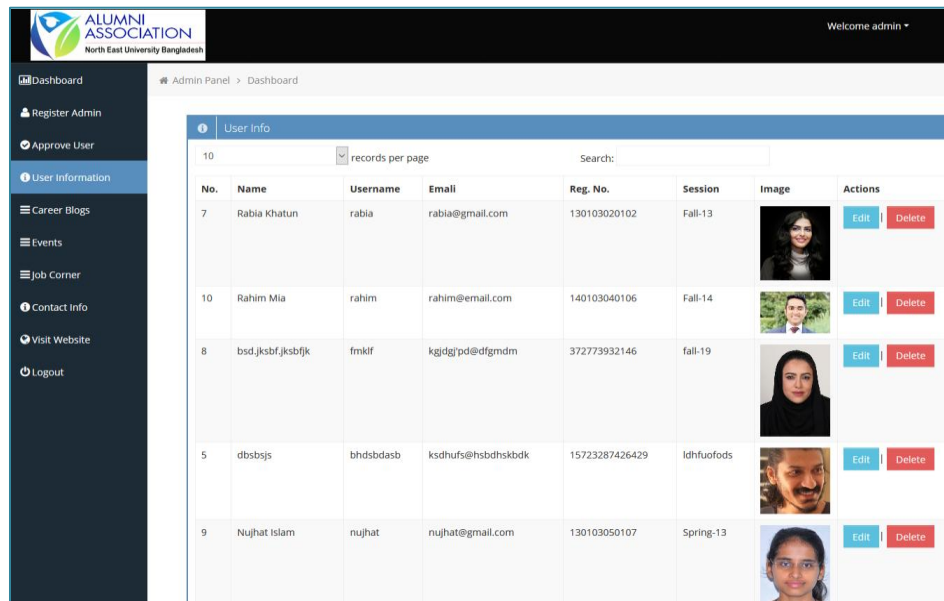 ALUMNI
ASSOCIATION
North East University Bangladesh
Welcome admin
Dashboard
Register Admin
Approve User
User Information
Career Blogs
Events
Job Corner
Contact Info
Visit Website
Logout
Admin Panel > Dashboard
User Info
10 records per page Search:
No. Name Username Emali Reg. No. Session Image Actions
7 Rabia Khatun rabia rabia@gmail.com 130103020102 Fall-13 Edit | Delete
10 Rahim Mia rahim rahim@email.com 140103040106 Fall-14 Edit | Delete
8 bsd.jksbf.jksbfjk fmklf kgjdgj'pd@dfgmdm 372773932146 fall-19 Edit | Delete
5 dbsbsjs bhdsbdasb ksdhufs@hsbdhskbdk 15723287426429 ldhfuofods Edit | Delete
9 Nujhat Islam nujhat nujhat@gmail.com 130103050107 Spring-13 Edit | Delete